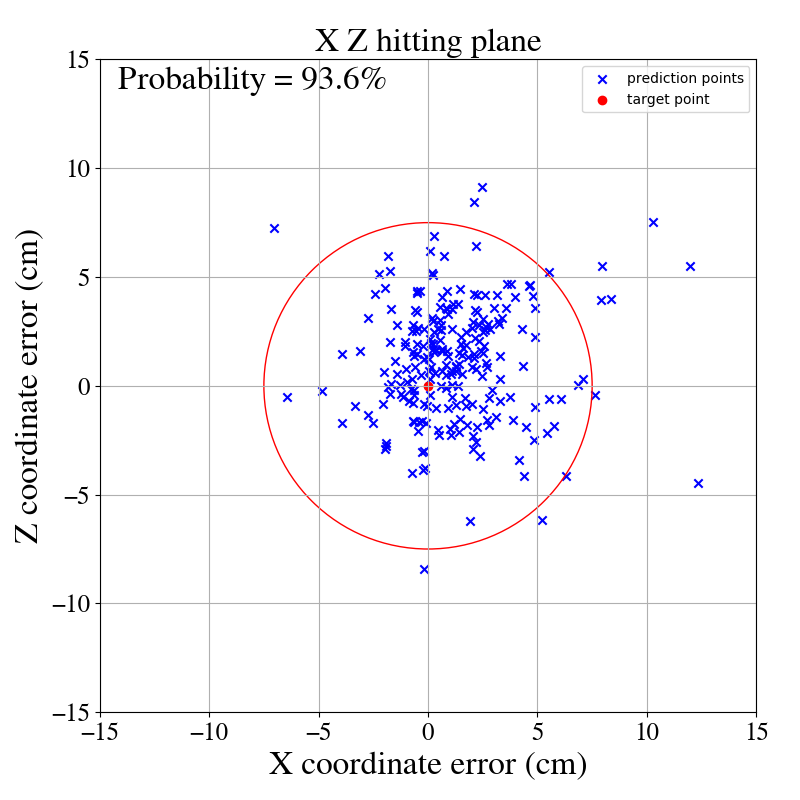 X Z hitting plane
Probability = 93.6%
prediction points
target point
15
10
5
0
−5
−10
−15
Z coordinate error (cm)
−15 −10 −5 0 5 10 15
X coordinate error (cm)